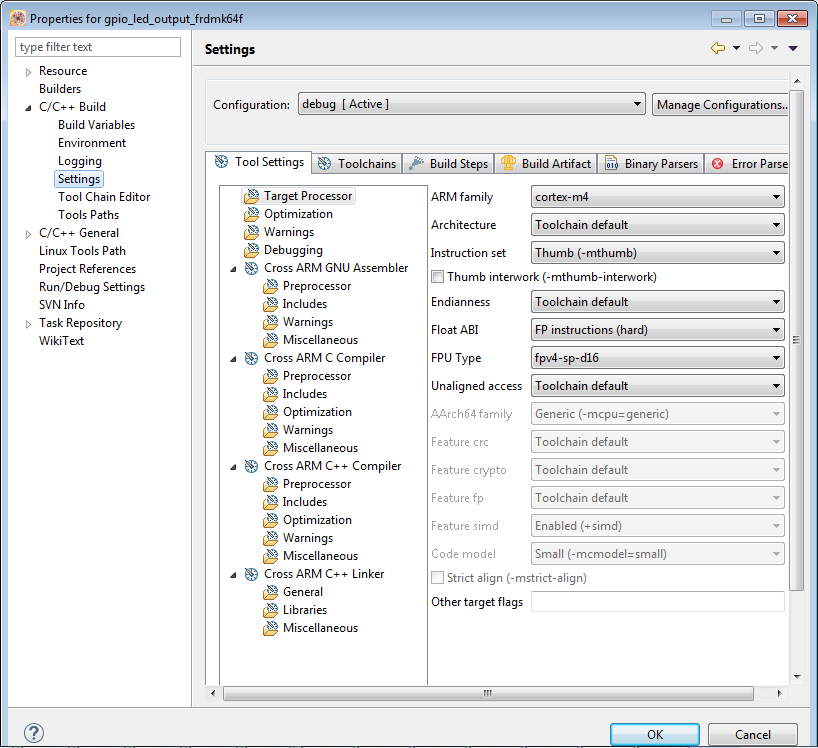 Properties for gpio_led_output_frdmk64f
type filter text
Resource
Builders
C/C++ Build
Build Variables
Environment
Logging
Settings
Tool Chain Editor
Tools Paths
C/C++ General
Linux Tools Path
Project References
Run/Debug Settings
SVN Info
Task Repository
WikiText
Settings
Configuration: debug [ Active ] Manage Configurations..
Tool Settings Toolchains Build Steps Build Artifact Binary Parsers Error Parse
Target Processor
Optimization
Warnings
Debugging
Cross ARM GNU Assembler
Preprocessor
Includes
Warnings
Miscellaneous
Cross ARM C Compiler
Preprocessor
Includes
Optimization
Warnings
Miscellaneous
Cross ARM C++ Compiler
Preprocessor
Includes
Optimization
Warnings
Miscellaneous
Cross ARM C++ Linker
General
Libraries
Miscellaneous
ARM family cortex-m4
Architecture Toolchain default
Instruction set Thumb (-mthumb)
Thumb interwork (-mthumb-interwork)
Endianness Toolchain default
Float ABI FP instructions (hard)
FPU Type fpv4-sp-d16
Unaligned access Toolchain default
AArch64 family Generic (-mcpu=generic)
Feature crc Toolchain default
Feature crypto Toolchain default
Feature fp Toolchain default
Feature simd Enabled (+simd)
Code model Small (-mcmodel=small)
Strict align (-mstrict-align)
Other target flags
?
OK Cancel